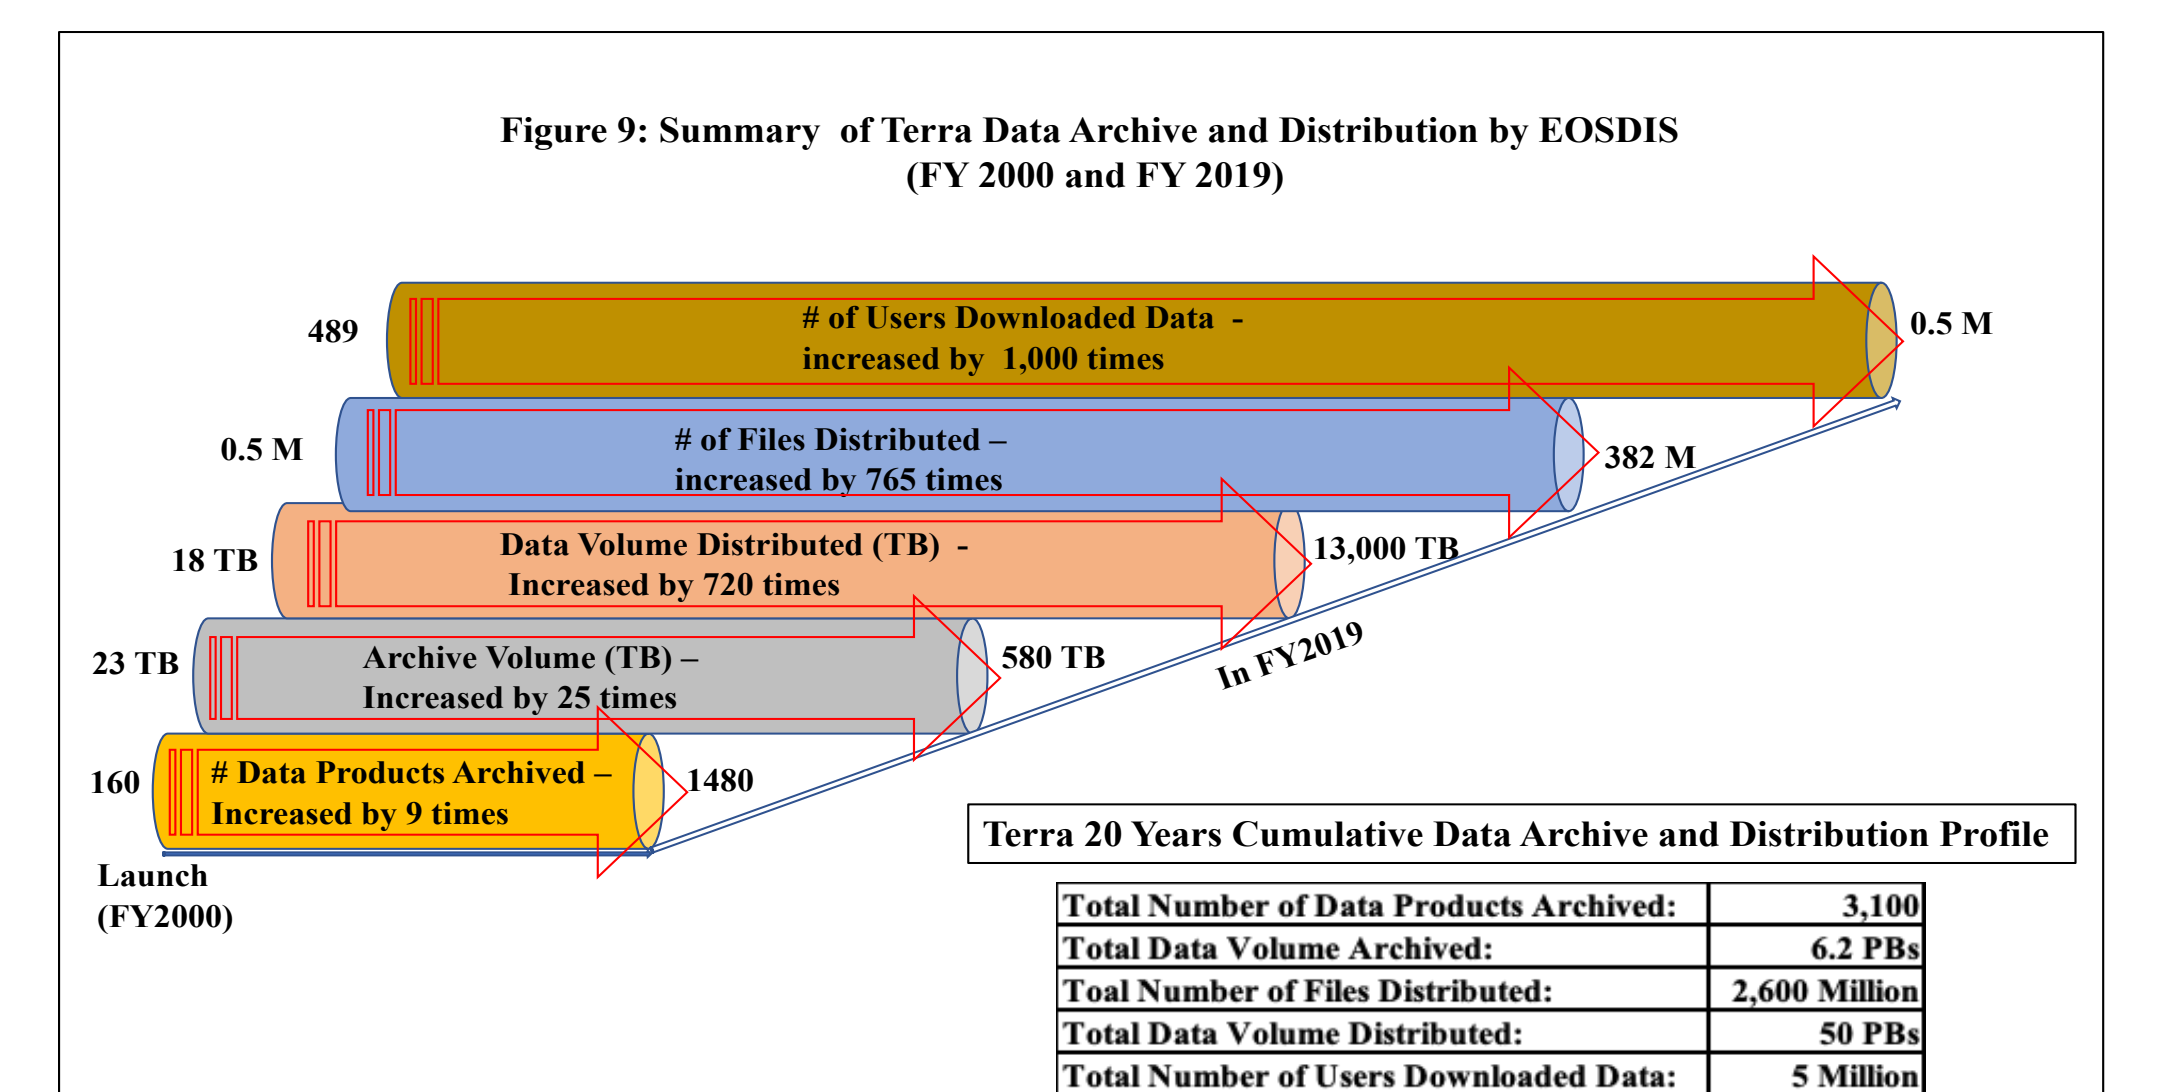 Figure 9: Summary of Terra Data Archive and Distribution by EOSDIS
(FY 2000 and FY 2019)
489
# of Users Downloaded Data -
increased by 1,000 times
0.5 M
0.5 M
# of Files Distributed –
increased by 765 times
382 M
18 TB
Data Volume Distributed (TB) -
Increased by 720 times
13,000 TB
23 TB
Archive Volume (TB) –
Increased by 25 times
580 TB
In FY2019
160
# Data Products Archived –
Increased by 9 times
1480
Launch
(FY2000)
Terra 20 Years Cumulative Data Archive and Distribution Profile
Total Number of Data Products Archived: 3,100
Total Data Volume Archived: 6.2 PBs
Toal Number of Files Distributed: 2,600 Million
Total Data Volume Distributed: 50 PBs
Total Number of Users Downloaded Data: 5 Million